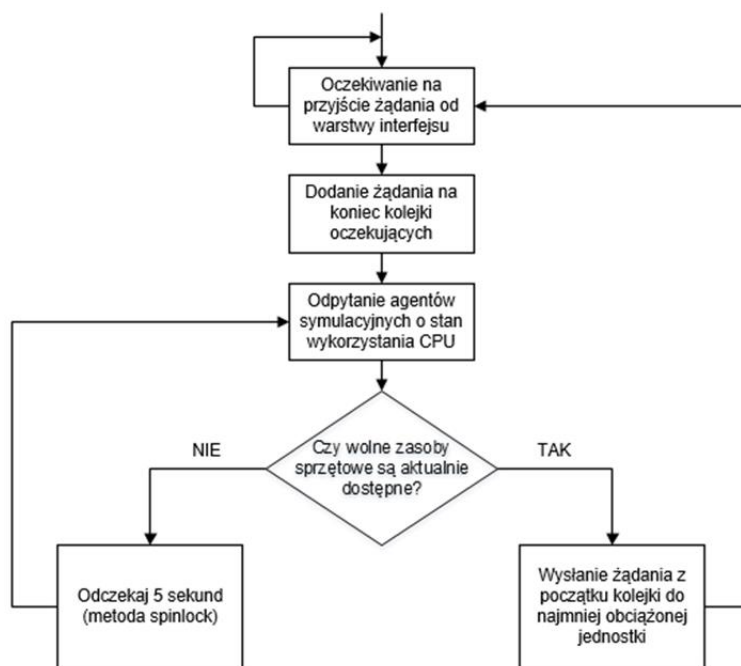 Oczekiwanie na
przyjście żądania od
warstwy interfejsu
Dodanie żądania na
koniec kolejki
oczekujących
Odpytanie agentów
symulacyjnych o stan
wykorzystania CPU
Czy wolne zasoby
sprzętowe są aktualnie
dostępne?
NIE
TAK
Odczekaj 5 sekund
(metoda spinlock)
Wysłanie żądania z
początku kolejki do
najmniej obciążonej
jednostki